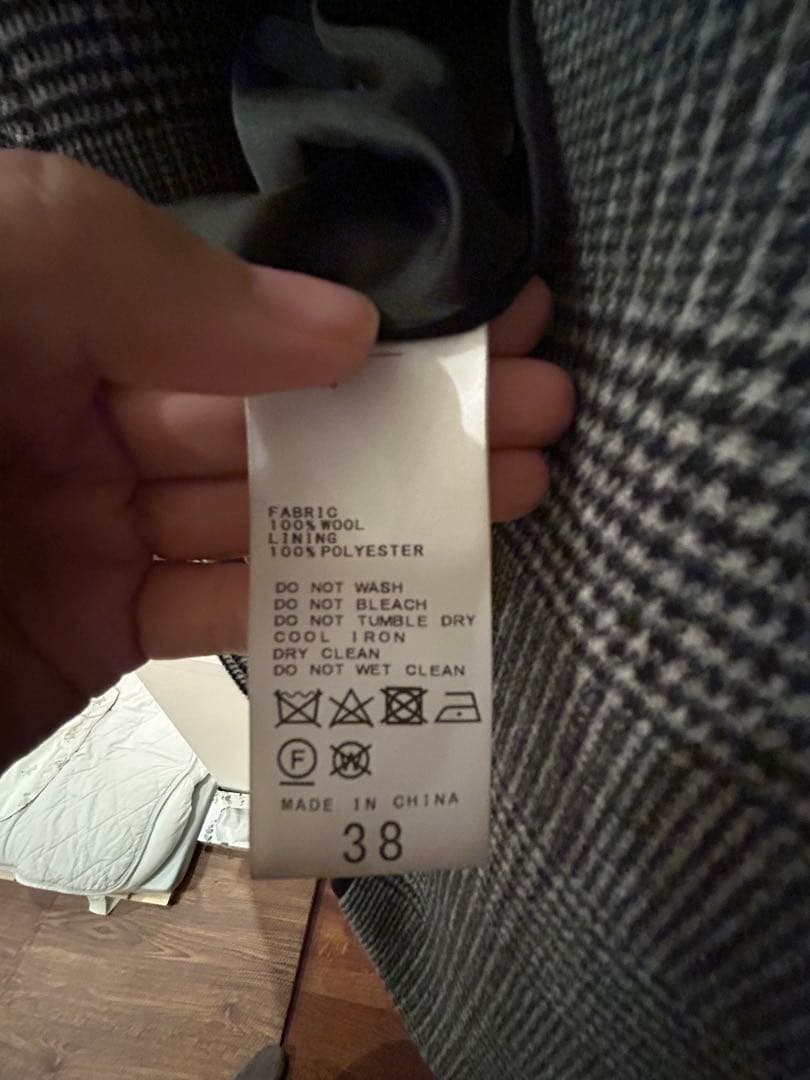 FABRIC
100% WOOL
LINING
100% POLYESTER
DO NOT WASH
DO NOT BLEACH
DO NOT TUMBLE DRY
COOL IRON
DRY CLEAN
DO NOT WET CLEAN
F W
MADE IN CHINA
38